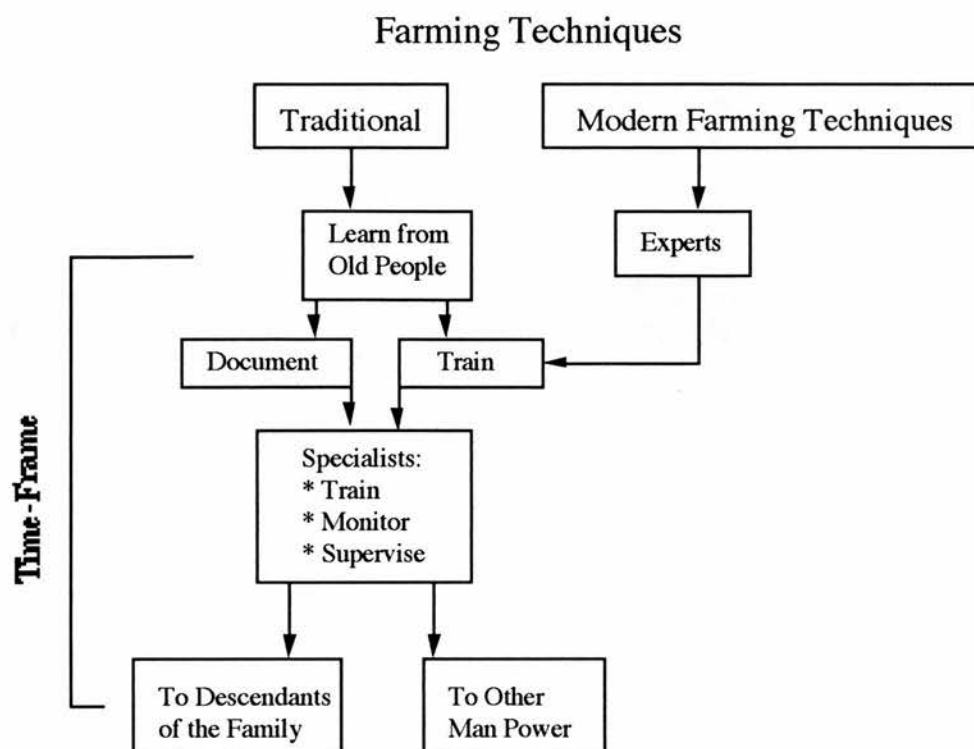 Farming Techniques
Traditional
Modern Farming Techniques
Learn from
Old People
Experts
Document
Train
Time-Frame
Specialists:
* Train
* Monitor
* Supervise
To Descendants
of the Family
To Other
Man Power